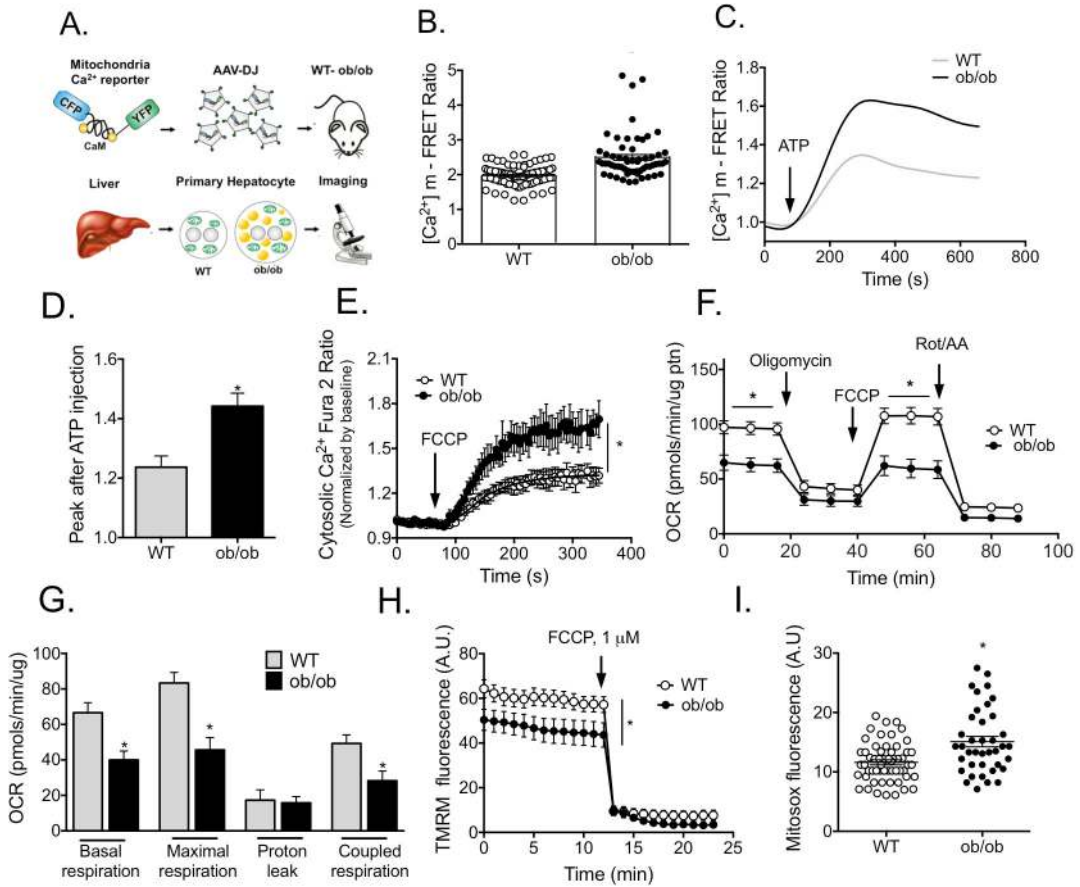 A.
Mitochondria
Ca²⁺ reporter
AAV-DJ
WT- ob/ob
CFP
YFP
CaM
Liver
Primary Hepatocyte
Imaging
WT
ob/ob
B.
[Ca²⁺] m - FRET Ratio
5
4
3
2
1
0
WT
ob/ob
C.
WT
ob/ob
[Ca²⁺] m - FRET Ratio
1.8
1.6
1.4
1.2
1.0
ATP
0
200
400
600
800
Time (s)
D.
Peak after ATP injection
1.6
1.4
1.2
1.0
*
WT
ob/ob
E.
Cytosolic Ca²⁺ Fura 2 Ratio
(Normalized by baseline)
2.1
1.8
1.5
1.2
0.9
WT
ob/ob
FCCP
*
0
100
200
300
400
Time (s)
F.
OCR (pmols/min/ug ptn)
150
100
50
0
Oligomycin
Rot/AA
FCCP
*
*
WT
ob/ob
0
20
40
60
80
100
Time (min)
G.
OCR (pmols/min/ug)
100
80
60
40
20
0
WT
ob/ob
*
*
*
Basal
respiration
Maximal
respiration
Proton
leak
Coupled
respiration
H.
TMRM fluorescence (A.U.)
80
60
40
20
0
FCCP, 1 µM
WT
ob/ob
*
0
5
10
15
20
25
Time (min)
I.
Mitosox fluorescence (A.U)
30
20
10
0
*
WT
ob/ob